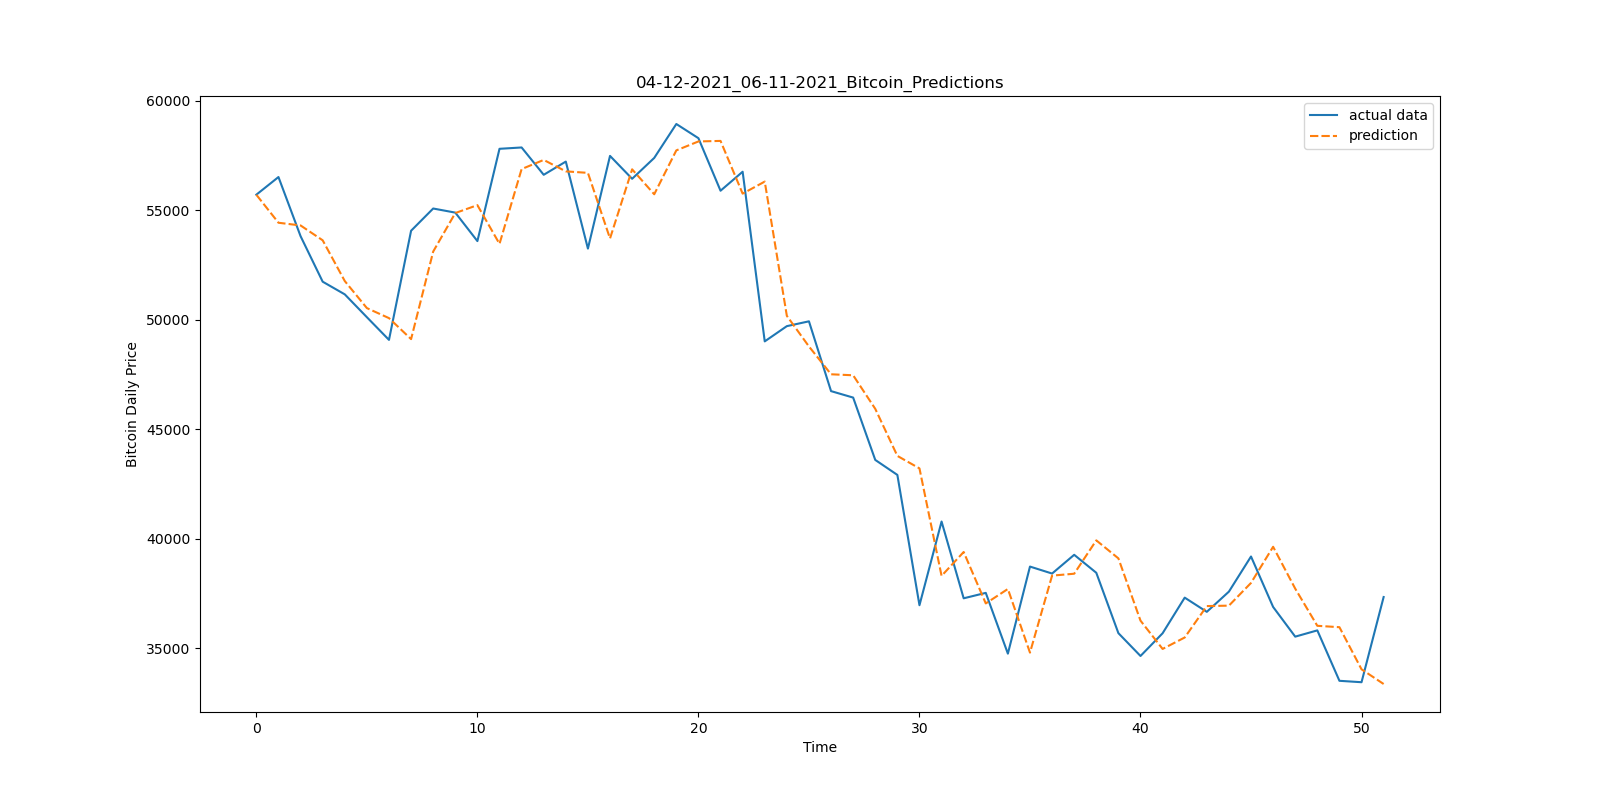 04-12-2021_06-11-2021_Bitcoin_Predictions
actual data
prediction
60000
55000
50000
45000
40000
35000
Bitcoin Daily Price
0 10 20 30 40 50
Time